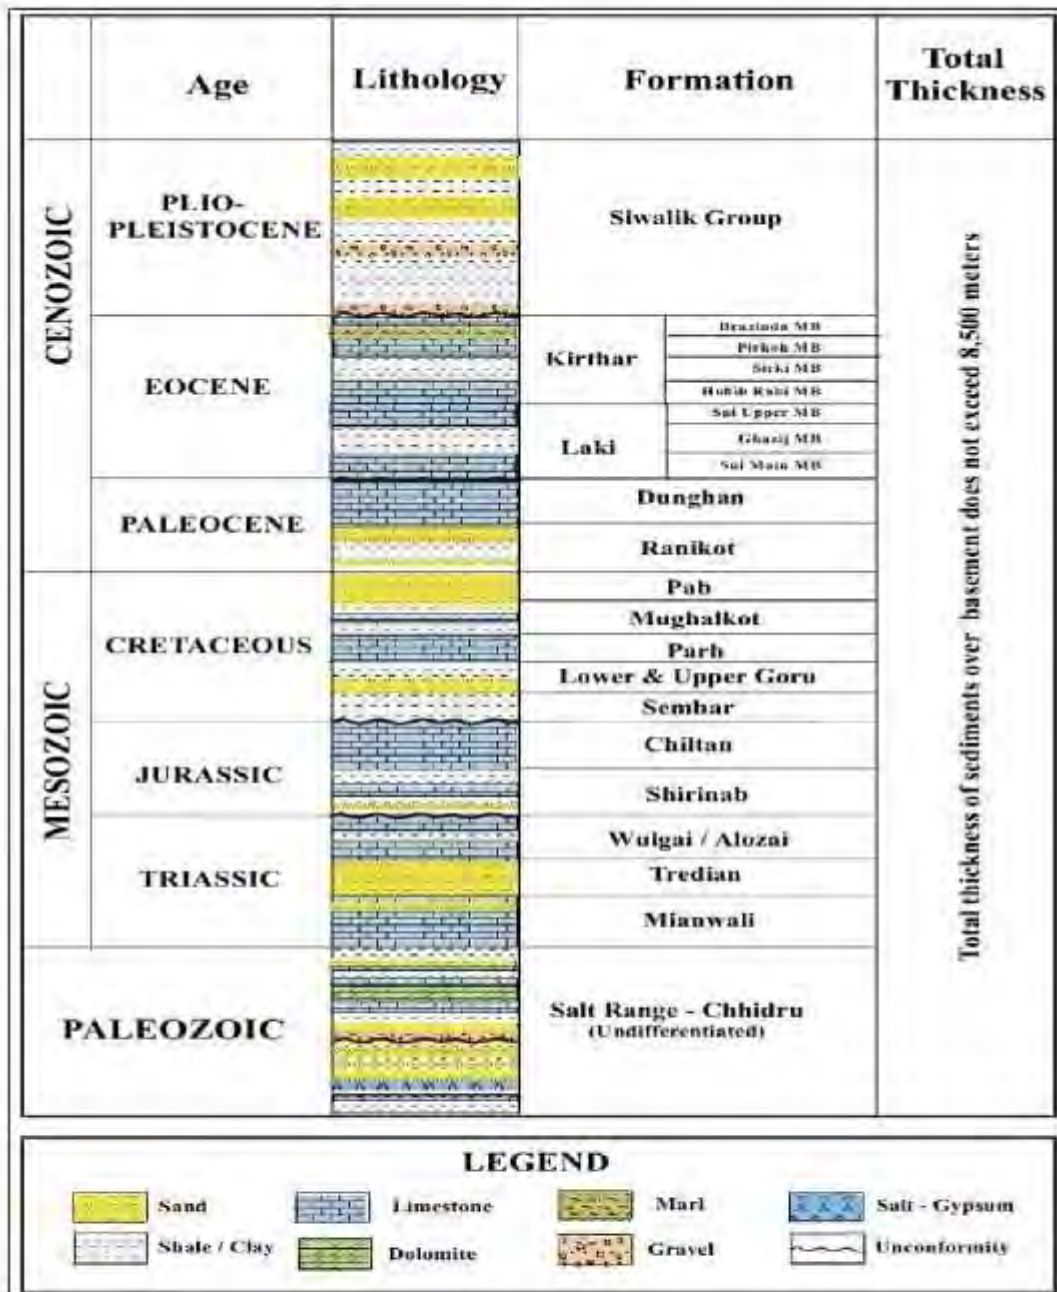 Age
Lithology
Formation
Total
Thickness
CENOZOIC
PLIO-
PLEISTOCENE
Siwalik Group
EOCENE
Kirthar
Drazinda MB
Pirkoh MB
Sirki MB
Habib Rahi MB
Laki
Sui Upper MB
Ghazij MB
Sui Main MB
PALEOCENE
Dunghan
Ranikot
MESOZOIC
CRETACEOUS
Pab
Mughalkot
Parh
Lower & Upper Goru
Sembar
JURASSIC
Chiltan
Shirinab
TRIASSIC
Wulgai / Alozai
Tredian
Mianwali
PALEOZOIC
Salt Range - Chhidru
(Undifferentiated)
Total thickness of sediments over basement does not exceed 8,500 meters
LEGEND
Sand
Limestone
Marl
Salt - Gypsum
Shale / Clay
Dolomite
Gravel
Unconformity